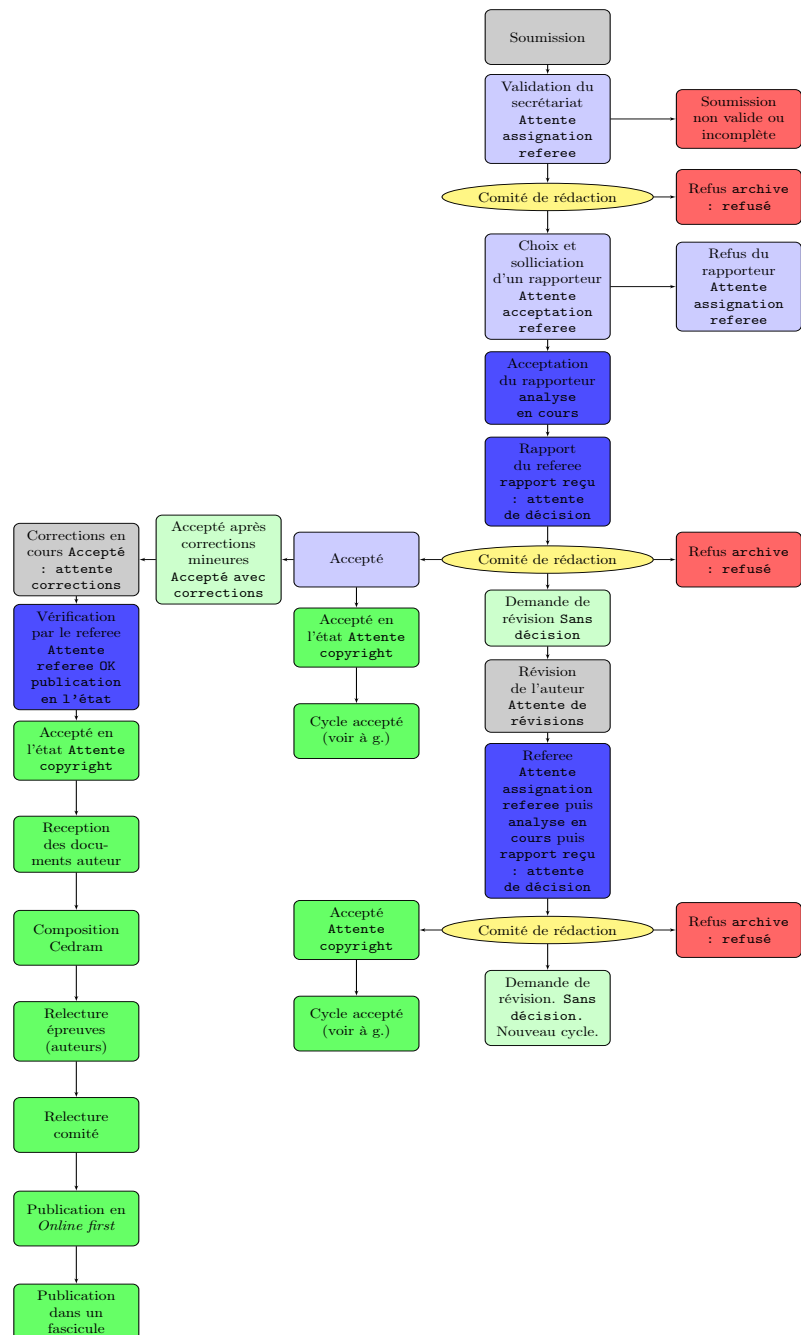 Soumission
Validation du
secrétariat
Attente
assignation
referee
Soumission
non valide ou
incomplète
Comité de rédaction
Refus archive
: refusé
Choix et
solliciation
d'un rapporteur
Attente
acceptation
referee
Refus du
rapporteur
Attente
assignation
referee
Acceptation
du rapporteur
analyse
en cours
Rapport
du referee
rapport reçu
: attente
de décision
Corrections en
cours Accepté
: attente
corrections
Accepté après
corrections
mineures
Accepté avec
corrections
Accepté
Comité de rédaction
Refus archive
: refusé
Vérification
par le referee
Attente
referee OK
publication
en l'état
Accepté en
l'état Attente
copyright
Demande de
révision Sans
décision
Révision
de l'auteur
Attente de
révisions
Cycle accepté
(voir à g.)
Accepté en
l'état Attente
copyright
Referee
Attente
assignation
referee puis
analyse en
cours puis
rapport reçu
: attente
de décision
Reception
des docu-
ments auteur
Accepté
Attente
copyright
Comité de rédaction
Refus archive
: refusé
Composition
Cedram
Cycle accepté
(voir à g.)
Demande de
révision. Sans
décision.
Nouveau cycle.
Relecture
épreuves
(auteurs)
Relecture
comité
Publication en
Online first
Publication
dans un
fascicule